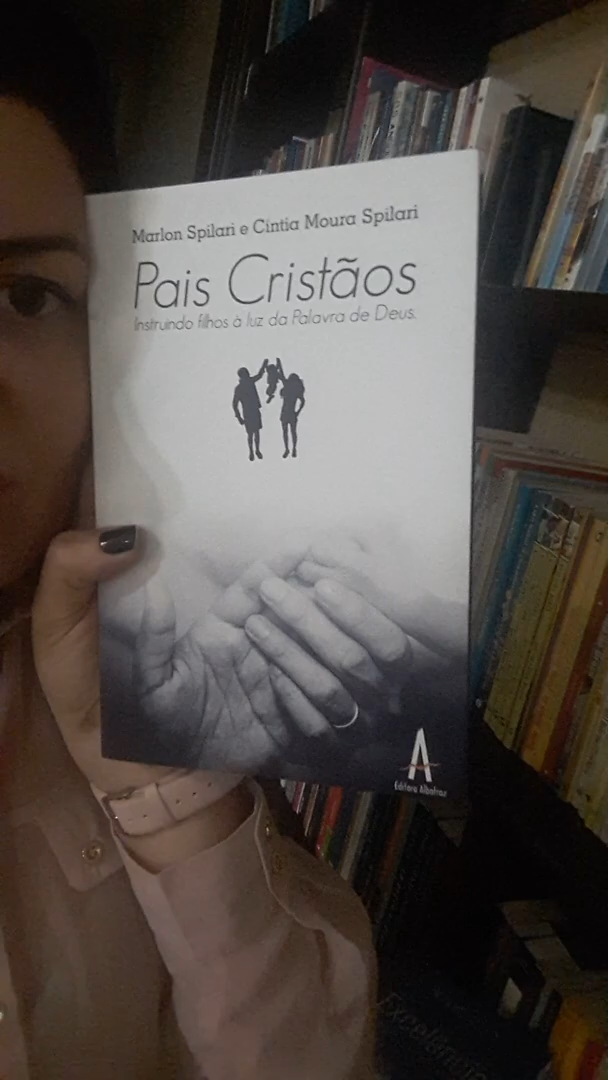 Marlon Spilari e Cíntia Moura Spilari
Pais Cristãos
Instruindo filhos à luz da Palavra de Deus.
A
Editora Albatroz